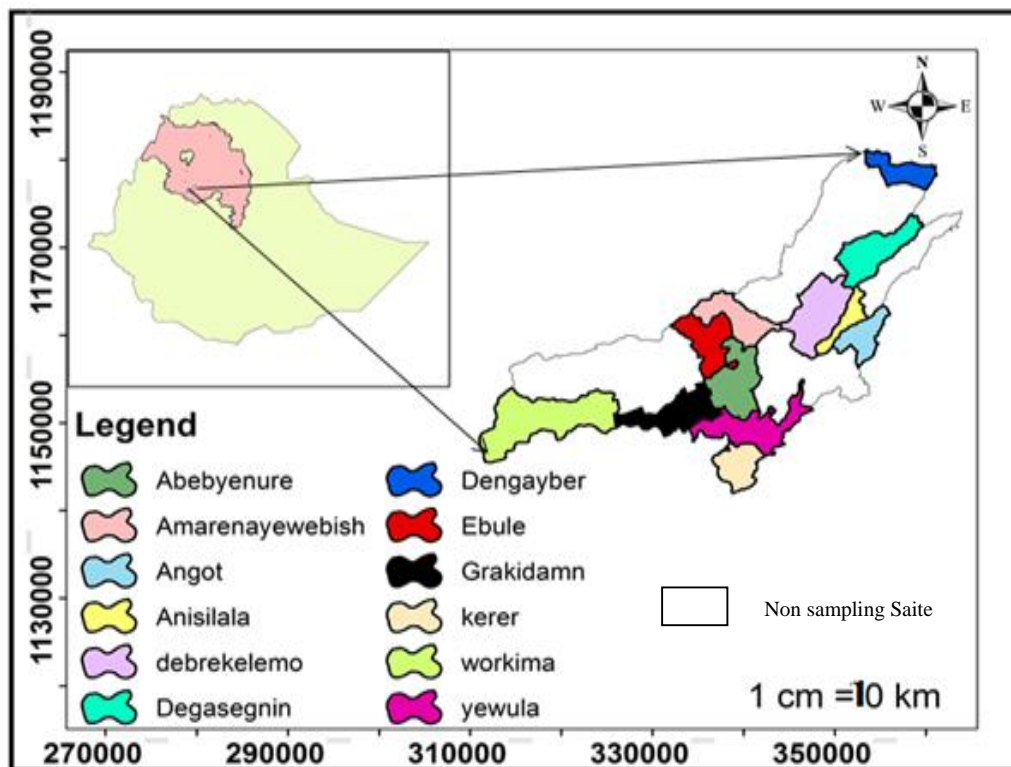 N
W E
S
1190000
1170000
1150000
1130000
Legend
Abebyenure
Amarenayewebish
Angot
Anisilala
debrekelemo
Degasegnin
Dengayber
Ebule
Grakidamn
kerer
workima
yewula
Non sampling Saite
1 cm =10 km
270000 290000 310000 330000 350000